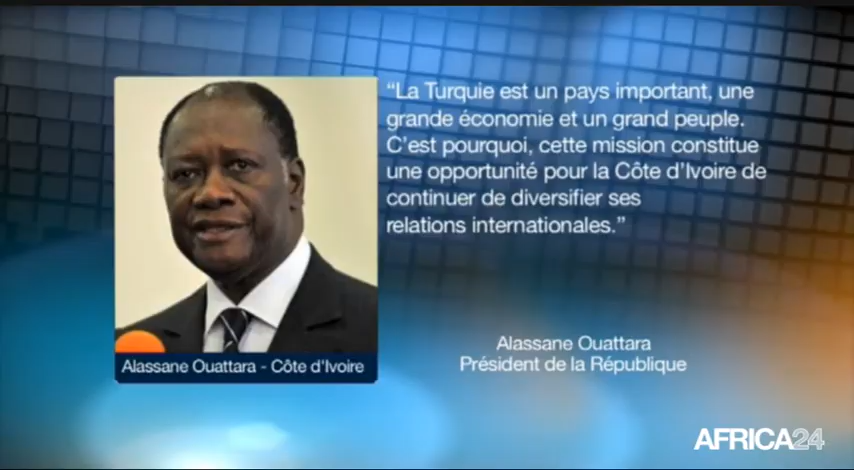 “La Turquie est un pays important, une
grande économie et un grand peuple.
C’est pourquoi, cette mission constitue
une opportunité pour la Côte d’Ivoire de
continuer de diversifier ses
relations internationales.”
Alassane Ouattara
Président de la République
Alassane Ouattara - Côte d'Ivoire
AFRICA24